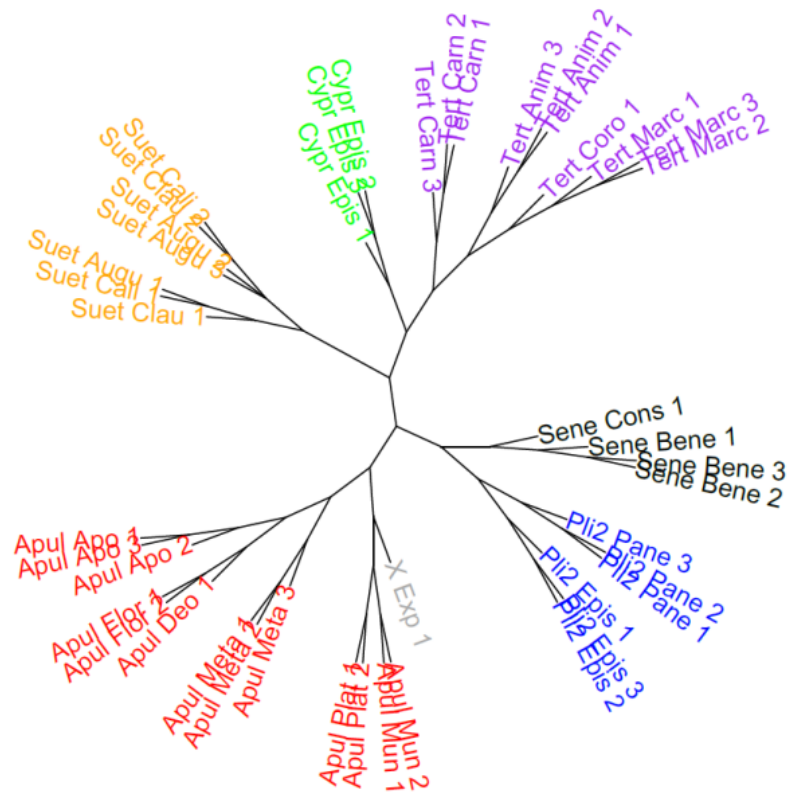 Cypr Epis 2
Cypr Epis 3
Cypr Epis 1
Tert Carn 3
Tert Carn 2
Tert Carn 1
Tert Anim 3
Tert Anim 2
Tert Anim 1
Tert Coro 1
Tert Marc 1
Tert Marc 3
Tert Marc 2
Suet Cali 2
Suet Clau 2
Suet Augu 2
Suet Augu 3
Suet Augu 1
Suet Cali 1
Suet Clau 1
Sene Cons 1
Sene Bene 1
Sene Bene 3
Sene Bene 2
Pli2 Pane 3
Pli2 Pane 2
Pli2 Pane 1
Pli2 Epis 1
Pli2 Epis 3
Pli2 Epis 2
Apul Apo 1
Apul Apo 3
Apul Apo 2
Apul Flor 1
Apul Flor 2
Apul Deo 1
Apul Meta 1
Apul Meta 2
Apul Meta 3
Apul Plat 1
Apul Plat 2
Apul Mun 1
Apul Mun 2
X Exp 1